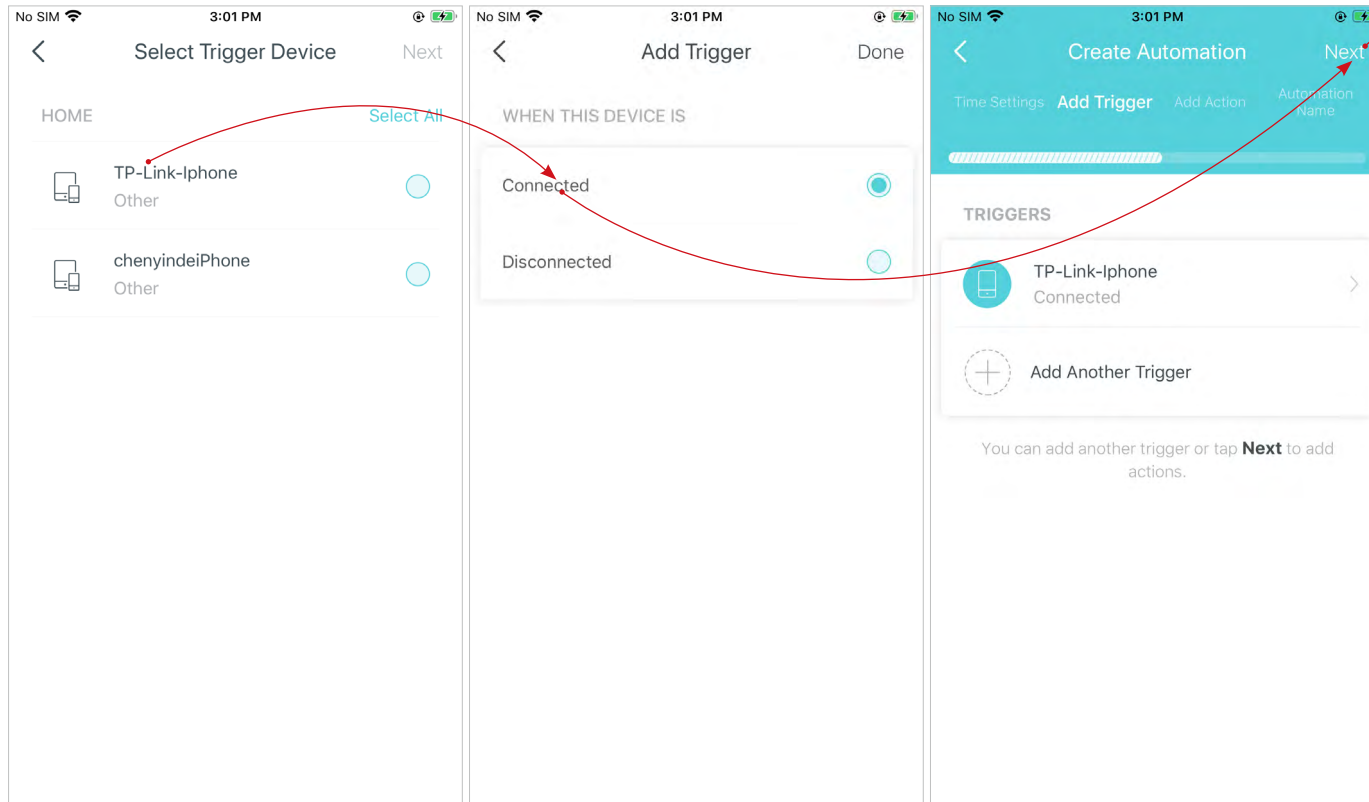 No SIM 3:01 PM
Select Trigger Device Next
HOME Select All
TP-Link-Iphone
Other
chenyindeiPhone
Other
No SIM 3:01 PM
Add Trigger Done
WHEN THIS DEVICE IS
Connected
Disconnected
No SIM 3:01 PM
Create Automation Next
Time Settings Add Trigger Add Action Automation
Name
TRIGGERS
TP-Link-Iphone
Connected
Add Another Trigger
You can add another trigger or tap Next to add
actions.